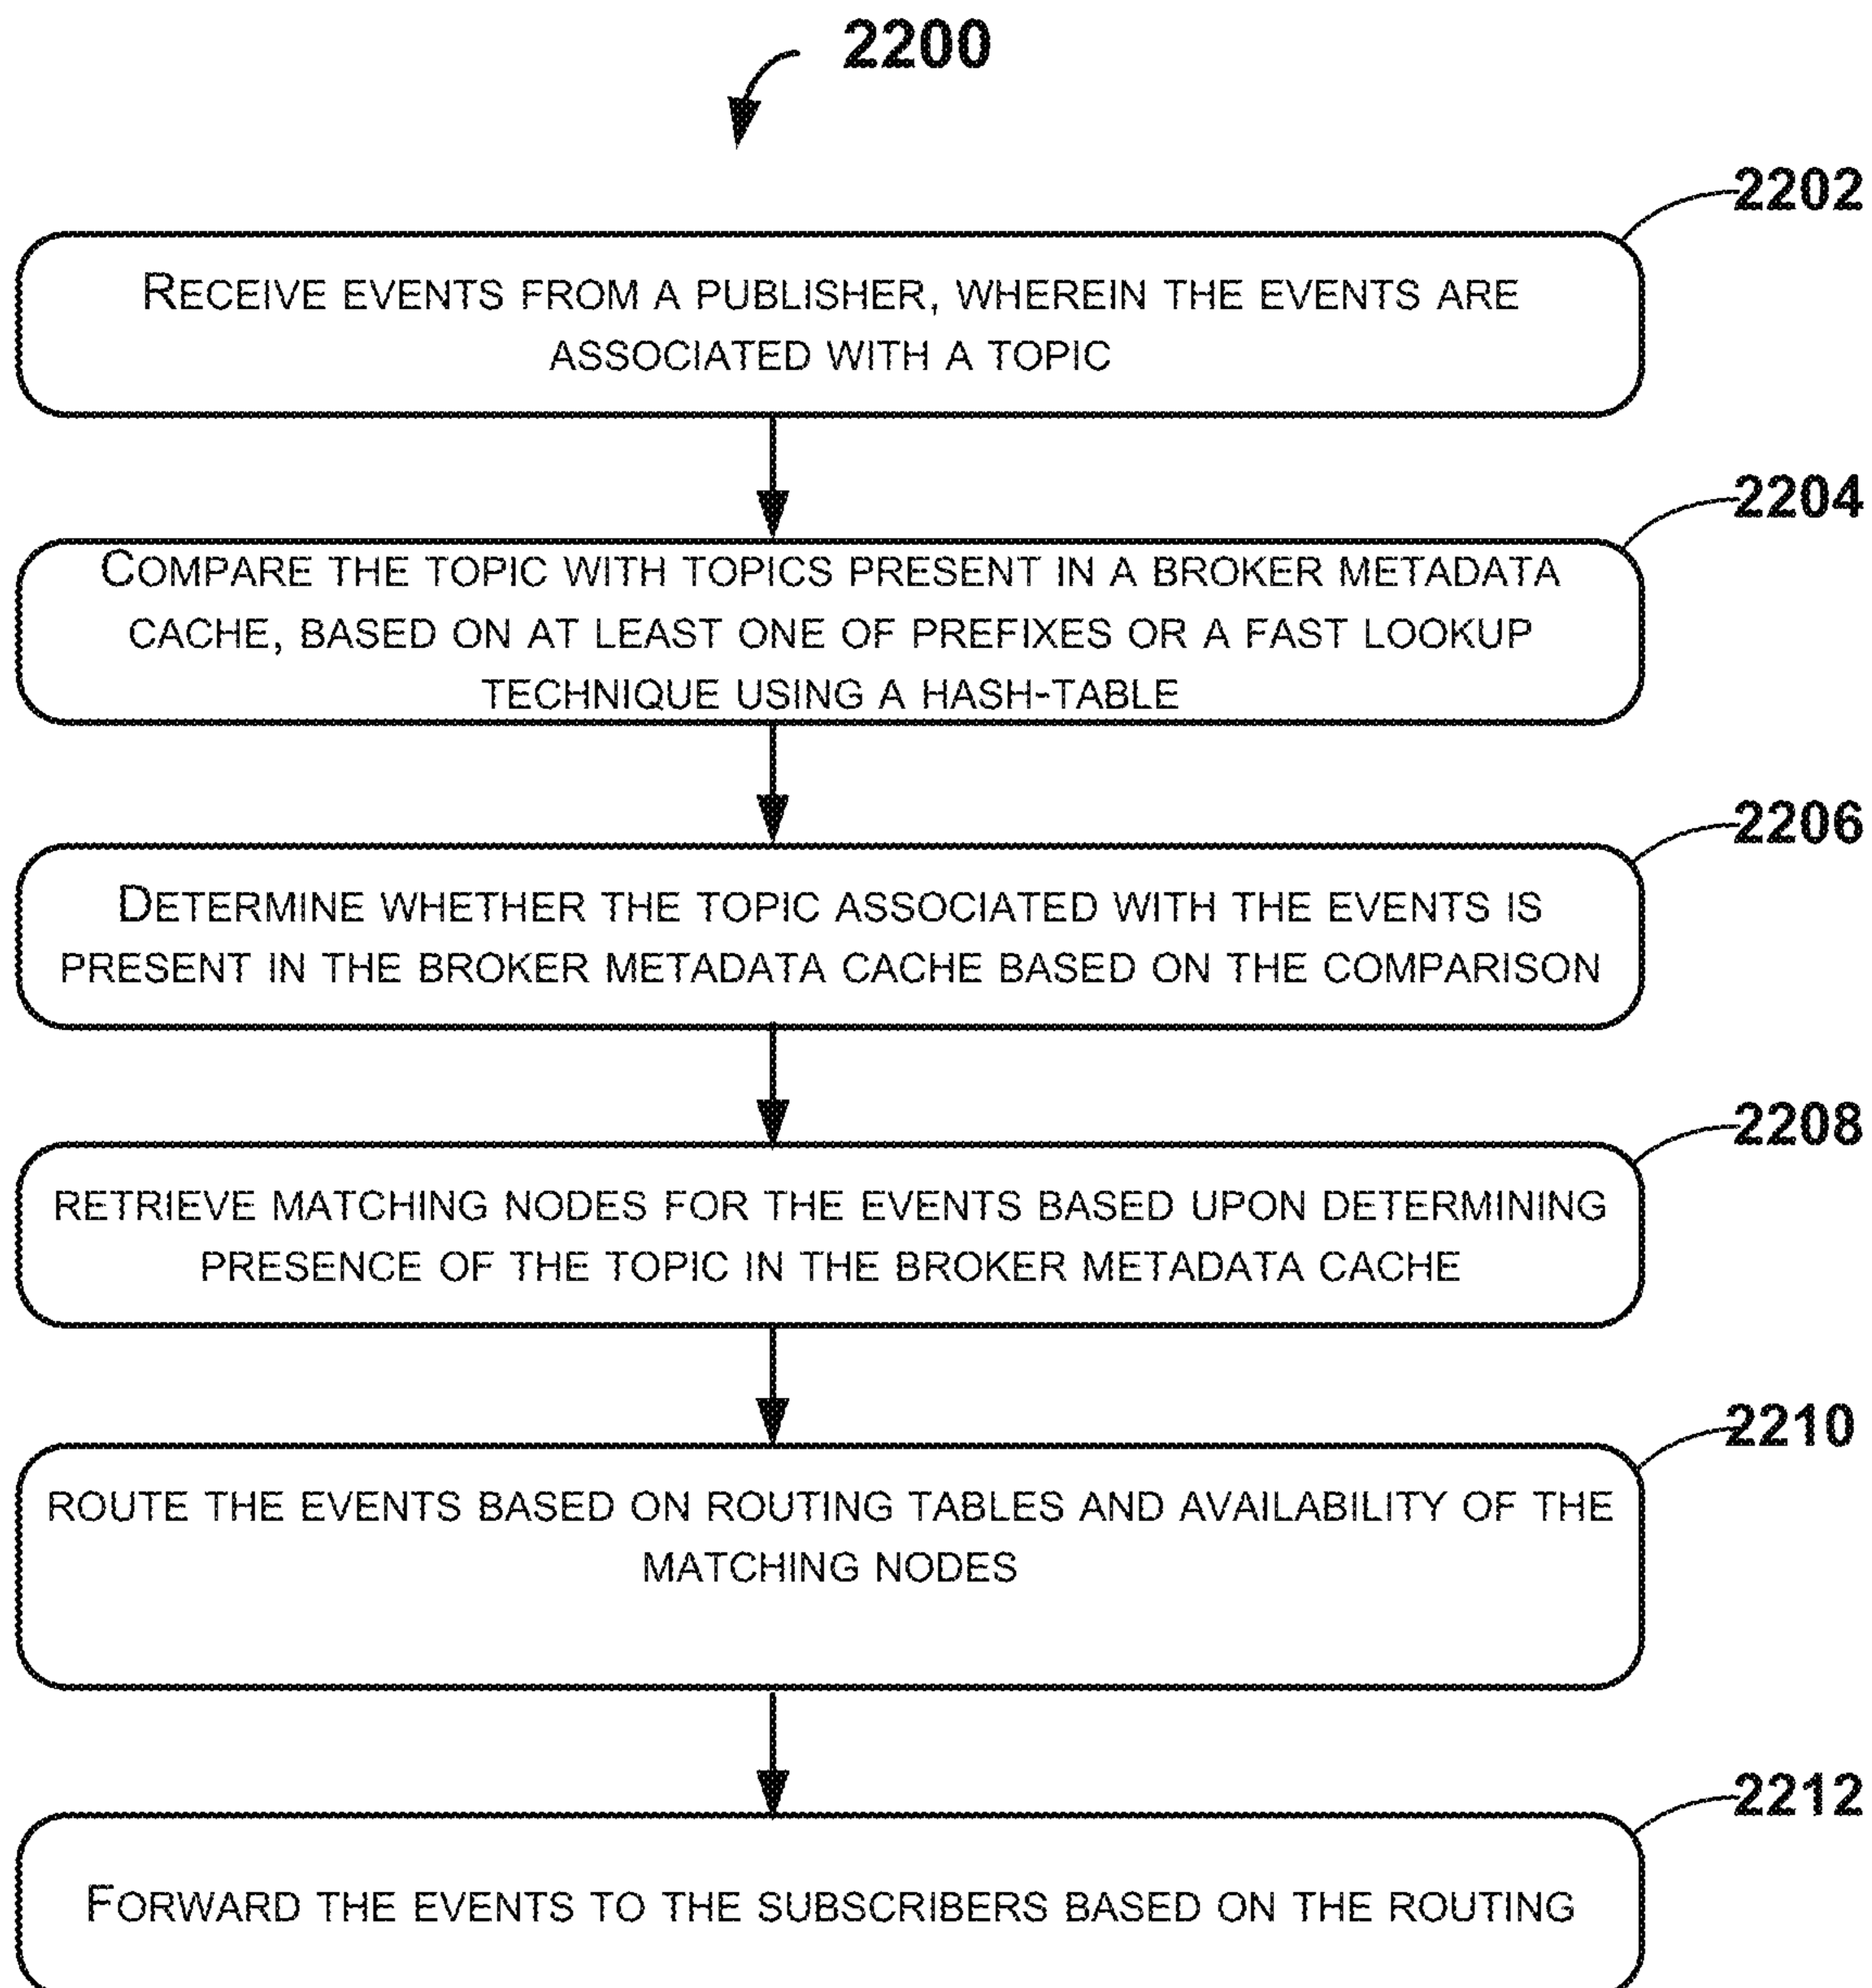 2200
2202
RECEIVE EVENTS FROM A PUBLISHER, WHEREIN THE EVENTS ARE
ASSOCIATED WITH A TOPIC
2204
COMPARE THE TOPIC WITH TOPICS PRESENT IN A BROKER METADATA
CACHE, BASED ON AT LEAST ONE OF PREFIXES OR A FAST LOOKUP
TECHNIQUE USING A HASH-TABLE
2206
DETERMINE WHETHER THE TOPIC ASSOCIATED WITH THE EVENTS IS
PRESENT IN THE BROKER METADATA CACHE BASED ON THE COMPARISON
2208
RETRIEVE MATCHING NODES FOR THE EVENTS BASED UPON DETERMINING
PRESENCE OF THE TOPIC IN THE BROKER METADATA CACHE
2210
ROUTE THE EVENTS BASED ON ROUTING TABLES AND AVAILABILITY OF THE
MATCHING NODES
2212
FORWARD THE EVENTS TO THE SUBSCRIBERS BASED ON THE ROUTING